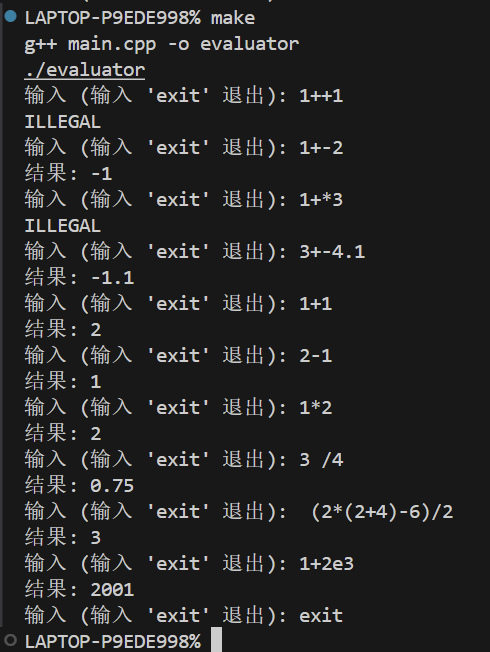 LAPTOP-P9EDE998% make
g++ main.cpp -o evaluator
./evaluator
输入 (输入 'exit' 退出): 1++1
ILLEGAL
输入 (输入 'exit' 退出): 1+-2
结果: -1
输入 (输入 'exit' 退出): 1+*3
ILLEGAL
输入 (输入 'exit' 退出): 3+-4.1
结果: -1.1
输入 (输入 'exit' 退出): 1+1
结果: 2
输入 (输入 'exit' 退出): 2-1
结果: 1
输入 (输入 'exit' 退出): 1*2
结果: 2
输入 (输入 'exit' 退出): 3 /4
结果: 0.75
输入 (输入 'exit' 退出):  (2*(2+4)-6)/2
结果: 3
输入 (输入 'exit' 退出): 1+2e3
结果: 2001
输入 (输入 'exit' 退出): exit
LAPTOP-P9EDE998%